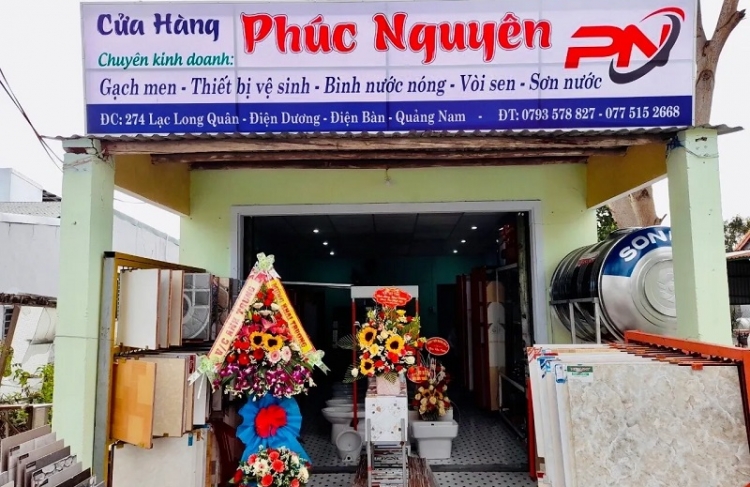 Cửa Hàng Phúc Nguyên PN
Chuyên kinh doanh:
Gạch men - Thiết bị vệ sinh - Bình nước nóng - Vòi sen - Sơn nước
ĐC: 274 Lạc Long Quân - Điện Dương - Điện Bàn - Quảng Nam - ĐT: 0793 578 827 - 077 515 2668